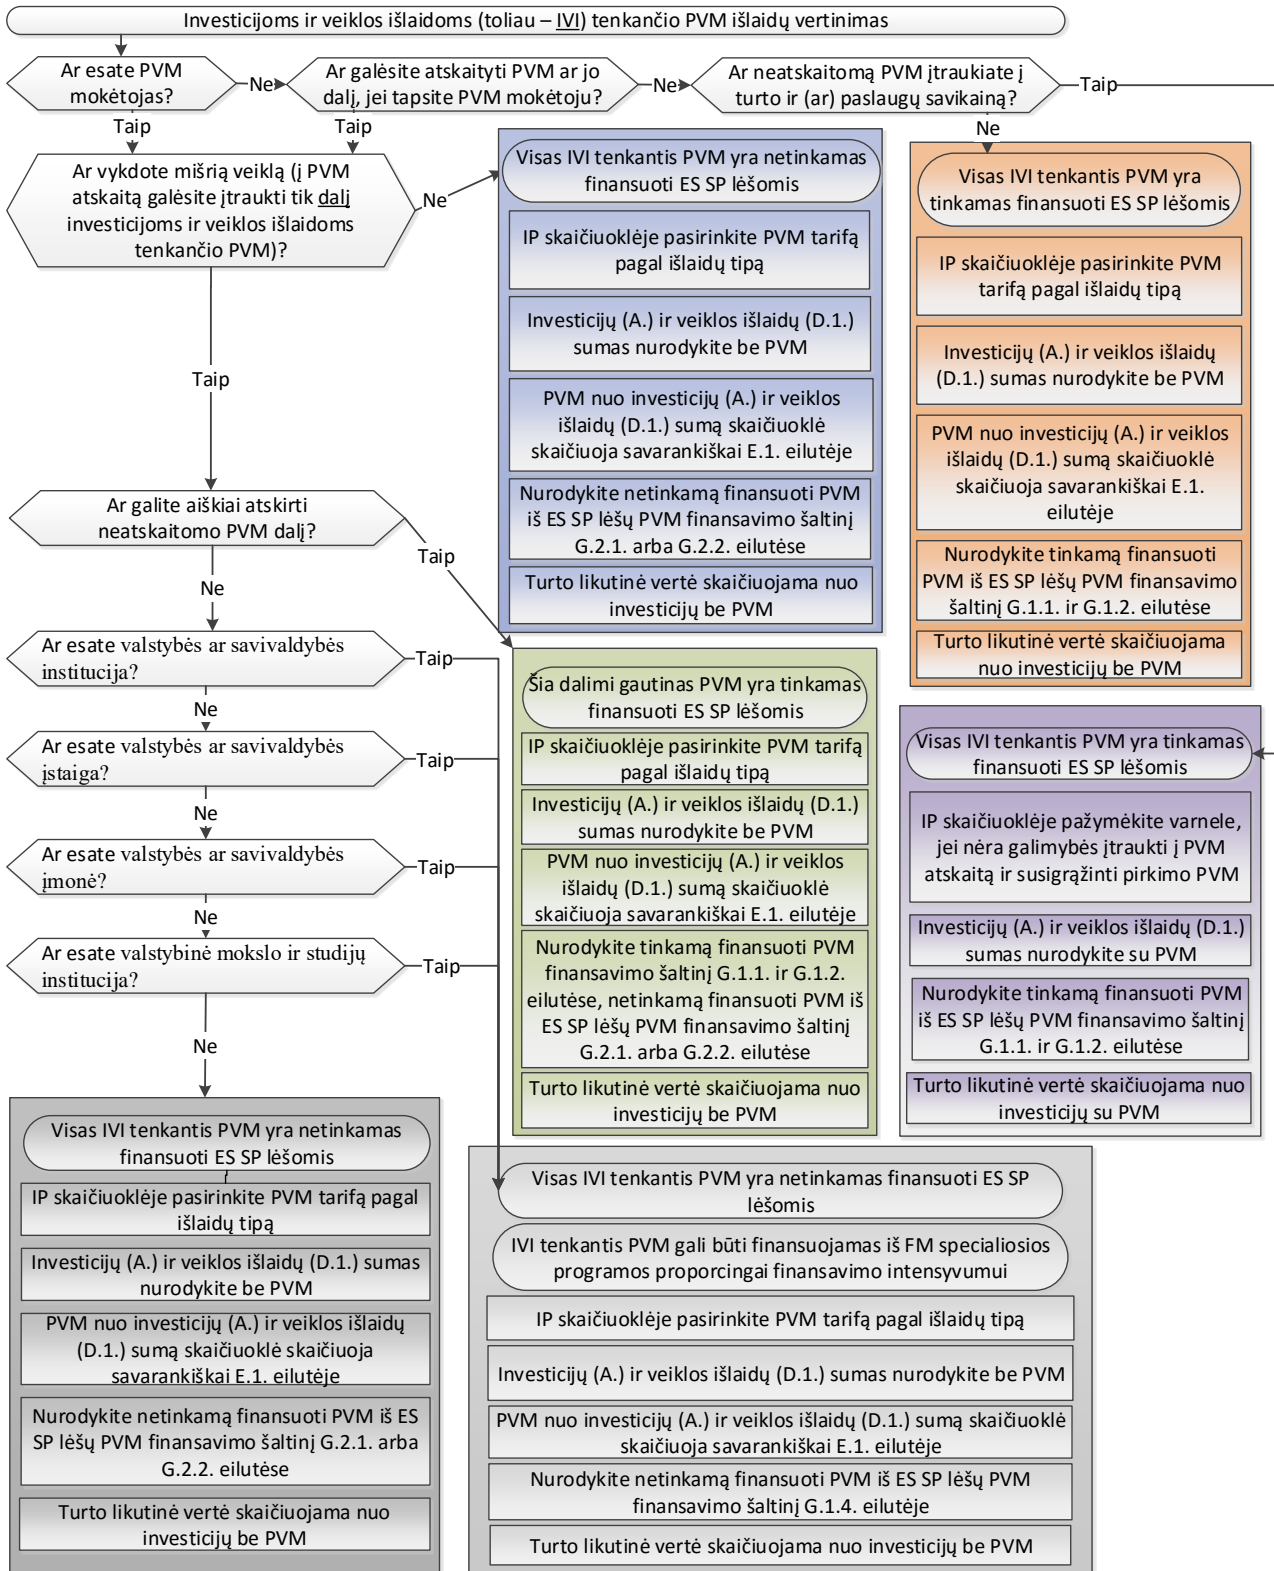 Investicijoms ir veiklos išlaidoms (toliau – IVI) tenkančio PVM išlaidų vertinimas
Ar esate PVM
mokėtojas?
Ne
Ar galėsite atskaityti PVM ar jo
dalį, jei tapsite PVM mokėtoju?
Ne
Ar neatskaitomą PVM įtraukiate į
turto ir (ar) paslaugų savikainą?
Taip
Taip
Taip
Ne
Ar vykdote mišrią veiklą (į PVM
atskaitą galėsite įtraukti tik dalį
investicijoms ir veiklos išlaidoms
tenkančio PVM)?
Ne
Taip
Visas IVI tenkantis PVM yra netinkamas
finansuoti ES SP lėšomis
IP skaičiuoklėje pasirinkite PVM tarifą
pagal išlaidų tipą
Investicijų (A.) ir veiklos išlaidų (D.1.)
sumas nurodykite be PVM
PVM nuo investicijų (A.) ir veiklos
išlaidų (D.1.) sumą skaičiuoklė
skaičiuoja savarankiškai E.1. eilutėje
Nurodykite netinkamą finansuoti PVM
iš ES SP lėšų PVM finansavimo šaltinį
G.2.1. arba G.2.2. eilutėse
Turto likutinė vertė skaičiuojama nuo
investicijų be PVM
Visas IVI tenkantis PVM yra
tinkamas finansuoti ES SP lėšomis
IP skaičiuoklėje pasirinkite PVM
tarifą pagal išlaidų tipą
Investicijų (A.) ir veiklos išlaidų
(D.1.) sumas nurodykite be PVM
PVM nuo investicijų (A.) ir veiklos
išlaidų (D.1.) sumą skaičiuoklė
skaičiuoja savarankiškai E.1.
eilutėje
Nurodykite tinkamą finansuoti
PVM iš ES SP lėšų PVM finansavimo
šaltinį G.1.1. ir G.1.2. eilutėse
Turto likutinė vertė skaičiuojama
nuo investicijų be PVM
Ar galite aiškiai atskirti
neatskaitomo PVM dalį?
Taip
Ne
Ar esate valstybės ar savivaldybės
institucija?
Taip
Ne
Ar esate valstybės ar savivaldybės
įstaiga?
Taip
Ne
Ar esate valstybės ar savivaldybės
įmonė?
Taip
Ne
Ar esate valstybinė mokslo ir studijų
institucija?
Taip
Ne
Šia dalimi gautinas PVM yra tinkamas
finansuoti ES SP lėšomis
IP skaičiuoklėje pasirinkite PVM tarifą
pagal išlaidų tipą
Investicijų (A.) ir veiklos išlaidų (D.1.)
sumas nurodykite be PVM
PVM nuo investicijų (A.) ir veiklos
išlaidų (D.1.) sumą skaičiuoklė
skaičiuoja savarankiškai E.1. eilutėje
Nurodykite tinkamą finansuoti PVM
finansavimo šaltinį G.1.1. ir G.1.2.
eilutėse, netinkamą finansuoti PVM iš
ES SP lėšų PVM finansavimo šaltinį
G.2.1. arba G.2.2. eilutėse
Turto likutinė vertė skaičiuojama nuo
investicijų be PVM
Visas IVI tenkantis PVM yra tinkamas
finansuoti ES SP lėšomis
IP skaičiuoklėje pažymėkite varnele,
jei nėra galimybės įtraukti į PVM
atskaitą ir susigrąžinti pirkimo PVM
Investicijų (A.) ir veiklos išlaidų (D.1.)
sumas nurodykite su PVM
Nurodykite tinkamą finansuoti PVM
iš ES SP lėšų PVM finansavimo šaltinį
G.1.1. ir G.1.2. eilutėse
Turto likutinė vertė skaičiuojama nuo
investicijų su PVM
Visas IVI tenkantis PVM yra netinkamas
finansuoti ES SP lėšomis
IP skaičiuoklėje pasirinkite PVM tarifą pagal
išlaidų tipą
Investicijų (A.) ir veiklos išlaidų (D.1.) sumas
nurodykite be PVM
PVM nuo investicijų (A.) ir veiklos išlaidų
(D.1.) sumą skaičiuoklė skaičiuoja
savarankiškai E.1. eilutėje
Nurodykite netinkamą finansuoti PVM iš ES
SP lėšų PVM finansavimo šaltinį G.2.1. arba
G.2.2. eilutėse
Turto likutinė vertė skaičiuojama nuo
investicijų be PVM
Visas IVI tenkantis PVM yra netinkamas finansuoti ES SP
lėšomis
IVI tenkantis PVM gali būti finansuojamas iš FM specialiosios
programos proporcingai finansavimo intensyvumui
IP skaičiuoklėje pasirinkite PVM tarifą pagal išlaidų tipą
Investicijų (A.) ir veiklos išlaidų (D.1.) sumas nurodykite be PVM
PVM nuo investicijų (A.) ir veiklos išlaidų (D.1.) sumą skaičiuoklė
skaičiuoja savarankiškai E.1. eilutėje
Nurodykite netinkamą finansuoti PVM iš ES SP lėšų PVM
finansavimo šaltinį G.1.4. eilutėje
Turto likutinė vertė skaičiuojama nuo investicijų be PVM